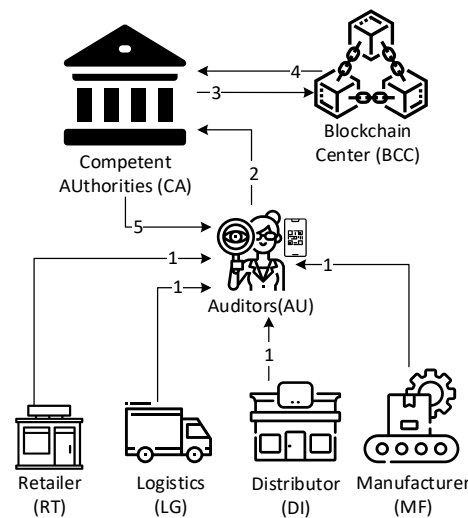 4
3
Blockchain
Center (BCC)
Competent
AUthorities (CA)
2
5
1
1
1
Auditors(AU)
1
Retailer
(RT)
Logistics
(LG)
Distributor
(DI)
Manufacturer
(MF)